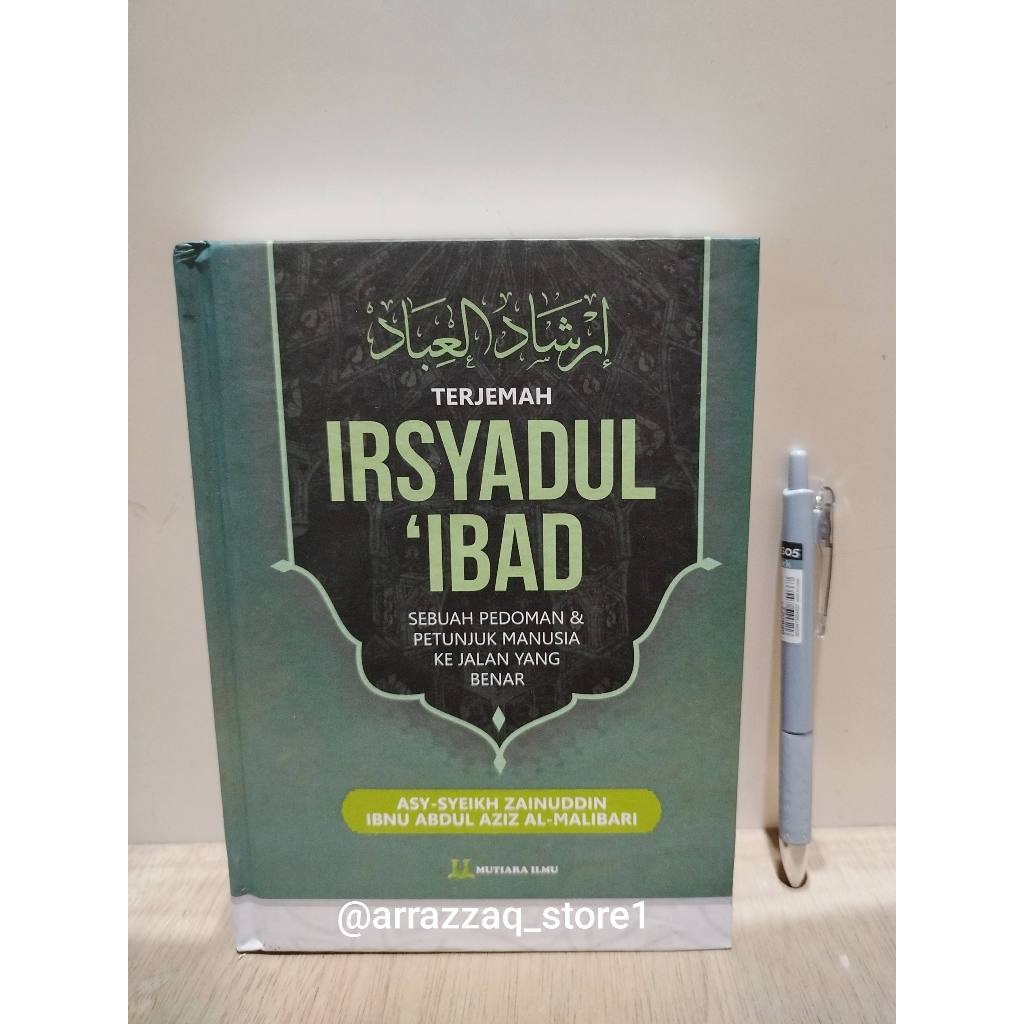 إرشاد العباد
TERJEMAH
IRSYADUL
‘IBAD
SEBUAH PEDOMAN &
PETUNJUK MANUSIA
KE JALAN YANG
BENAR
ASY-SYEIKH ZAINUDDIN
IBNU ABDUL AZIZ AL-MALIBARI
MUTIARA ILMU
@arrazzaq_store1